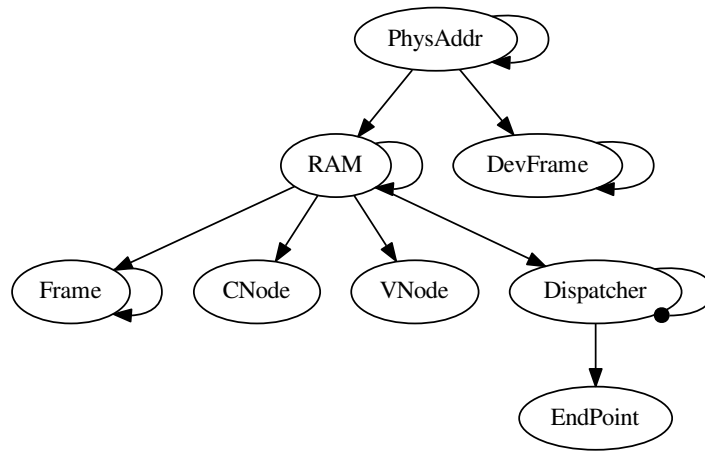 PhysAddr
RAM
DevFrame
Frame
CNode
VNode
Dispatcher
EndPoint